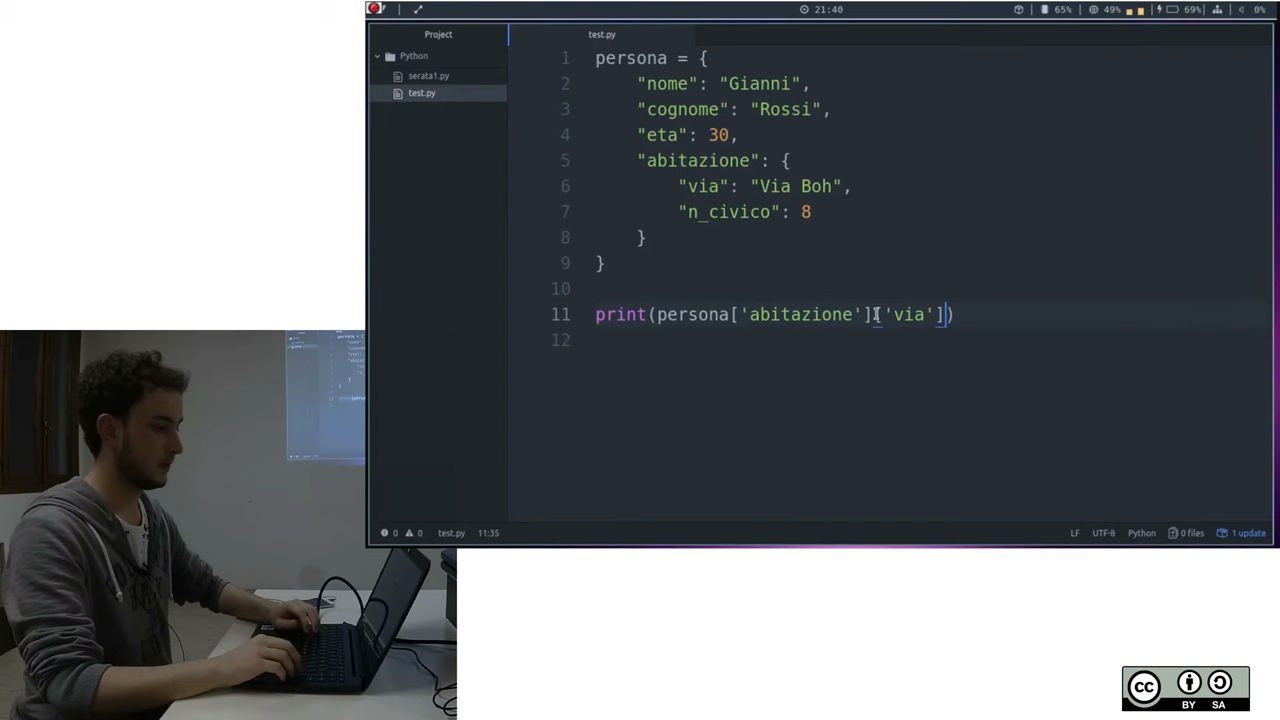 21:40
65%
49%
69%
0%
Project
test.py
Python
serata1.py
test.py
1 persona = {
2 "nome": "Gianni",
3 "cognome": "Rossi",
4 "eta": 30,
5 "abitazione": {
6 "via": "Via Boh",
7 "n_civico": 8
8 }
9 }
10
11 print(persona['abitazione']['via'])
12
0 0 test.py 11:35
LF UTF-8 Python 0 files 1 update
cc
BY SA